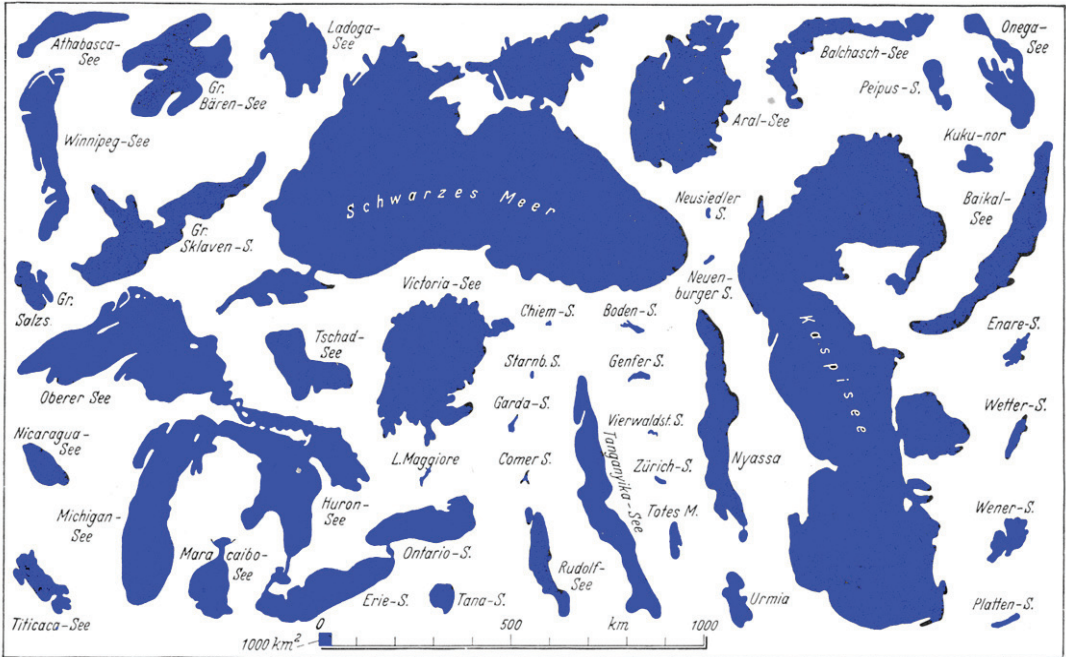 Athabasca-
See
Gr.
Bären-See
Ladoga-
See
Balchasch-See
Onega-
See
Peipus-S.
Aral-See
Winnipeg-See
Kuku-nor
Schwarzes Meer
Neusiedler
S.
Baikal-
See
Gr.
Sklaven-S.
Gr.
Salzs.
Victoria-See
Neuen-
burger S.
Chiem-S.
Boden-S.
Kaspisee
Enare-S.
Tschad-
See
Starnb. S.
Genfer S.
Oberer See
Garda-S.
Vierwaldst. S.
Wetter-S.
Nicaragua-
See
L. Maggiore
Comer S.
Tanganyika-See
Zürich-S.
Nyassa
Michigan-
See
Huron-
See
Totes M.
Wener-S.
Maracaibo-
See
Ontario-S.
Rudolf-
See
Titicaca-See
Erie-S.
Tana-S.
Urmia
Platten-S.
1000 km²
0 500 km 1000